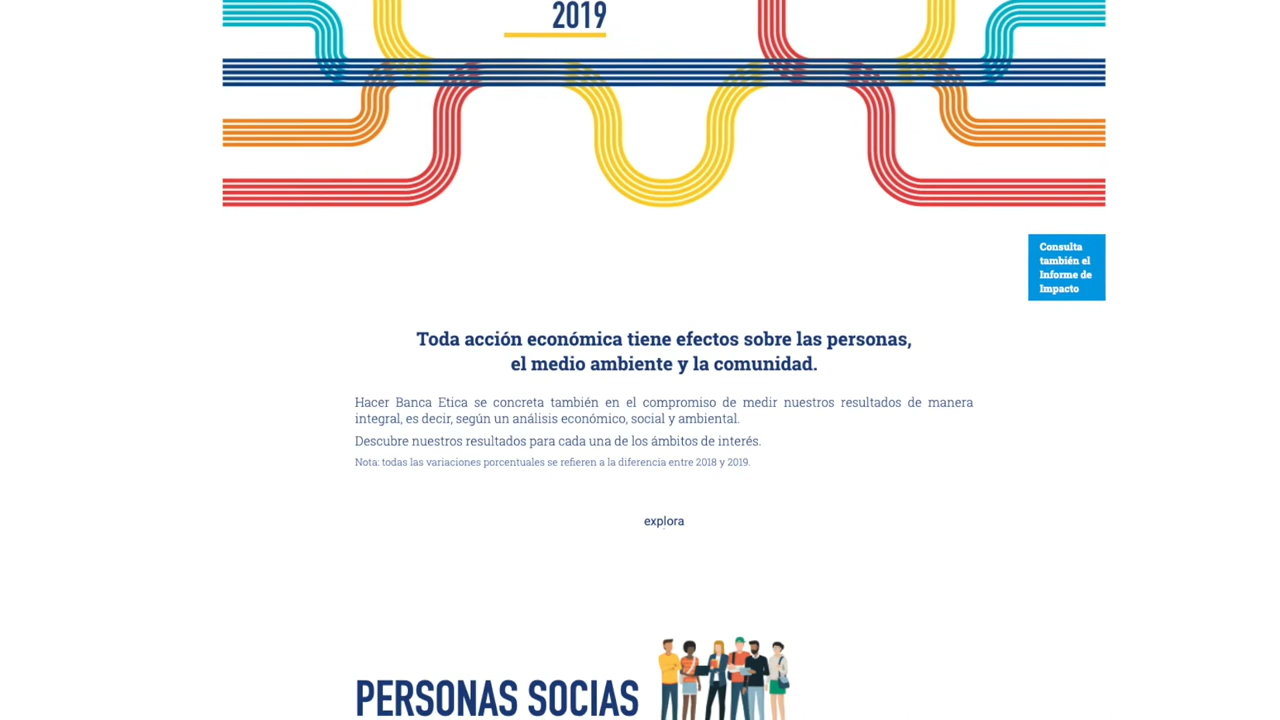 2019
Consulta
también el
Informe de
Impacto
Toda acción económica tiene efectos sobre las personas,
el medio ambiente y la comunidad.
Hacer Banca Etica se concreta también en el compromiso de medir nuestros resultados de manera
integral, es decir, según un análisis económico, social y ambiental.
Descubre nuestros resultados para cada una de los ámbitos de interés.
Nota: todas las variaciones porcentuales se refieren a la diferencia entre 2018 y 2019.
explora
PERSONAS SOCIAS